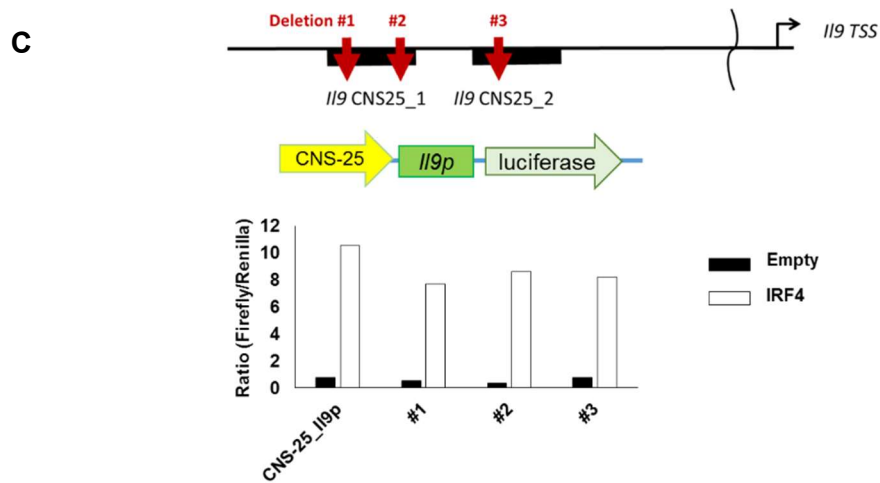 C
Deletion #1 #2 #3
Il9 TSS
Il9 CNS25_1 Il9 CNS25_2
CNS-25 Il9p luciferase
Ratio (Firefly/Renilla)
12
10
8
6
4
2
0
CNS-25_Il9p #1 #2 #3
Empty
IRF4